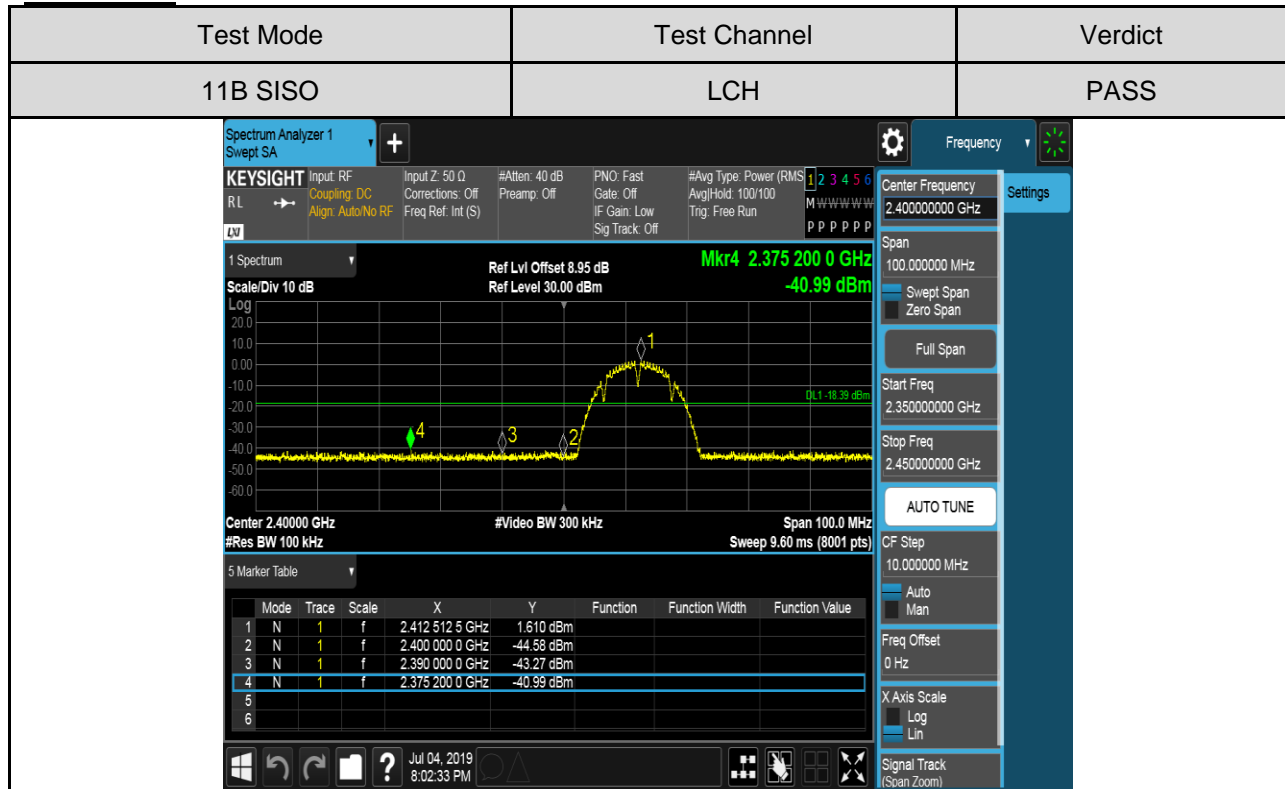 Test Mode Test Channel Verdict
11B SISO LCH PASS
Spectrum Analyzer 1
Swept SA
+
Frequency
KEYSIGHT Input: RF Input Z: 50 Ω #Atten: 40 dB PNO: Fast #Avg Type: Power (RMS 1 2 3 4 5 6
RL Coupling: DC Corrections: Off Preamp: Off Gate: Off Avg|Hold: 100/100 M W W W W W
Align: Auto/No RF Freq Ref: Int (S) IF Gain: Low Trig: Free Run
LXI Sig Track: Off P P P P P P
1 Spectrum
Ref Lvl Offset 8.95 dB Mkr4 2.375 200 0 GHz
Scale/Div 10 dB Ref Level 30.00 dBm -40.99 dBm
Log
20.0
10.0
0.00
-10.0
-20.0
-30.0
-40.0
-50.0
-60.0
1
DL1 -18.39 dBm
4 3 2
Center 2.40000 GHz #Video BW 300 kHz Span 100.0 MHz
#Res BW 100 kHz Sweep 9.60 ms (8001 pts)
5 Marker Table
Mode Trace Scale X Y Function Function Width Function Value
1 N 1 f 2.412 512 5 GHz 1.610 dBm
2 N 1 f 2.400 000 0 GHz -44.58 dBm
3 N 1 f 2.390 000 0 GHz -43.27 dBm
4 N 1 f 2.375 200 0 GHz -40.99 dBm
5
6
?
Jul 04, 2019
8:02:33 PM
Center Frequency
2.400000000 GHz
Settings
Span
100.000000 MHz
Swept Span
Zero Span
Full Span
Start Freq
2.350000000 GHz
Stop Freq
2.450000000 GHz
AUTO TUNE
CF Step
10.000000 MHz
Auto
Man
Freq Offset
0 Hz
X Axis Scale
Log
Lin
Signal Track
(Span Zoom)